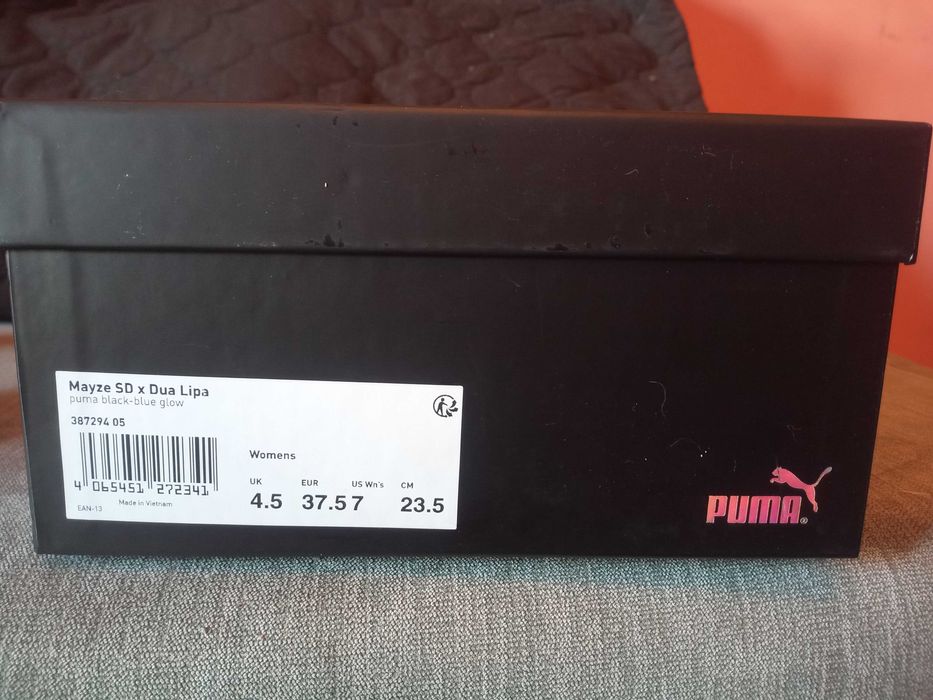 Mayze SD x Dua Lipa
puma black-blue glow
387294 05
4 065451 272341
EAN-13
Made in Vietnam
Womens
UK EUR US Wn's CM
4.5 37.5 7 23.5
PUMA®